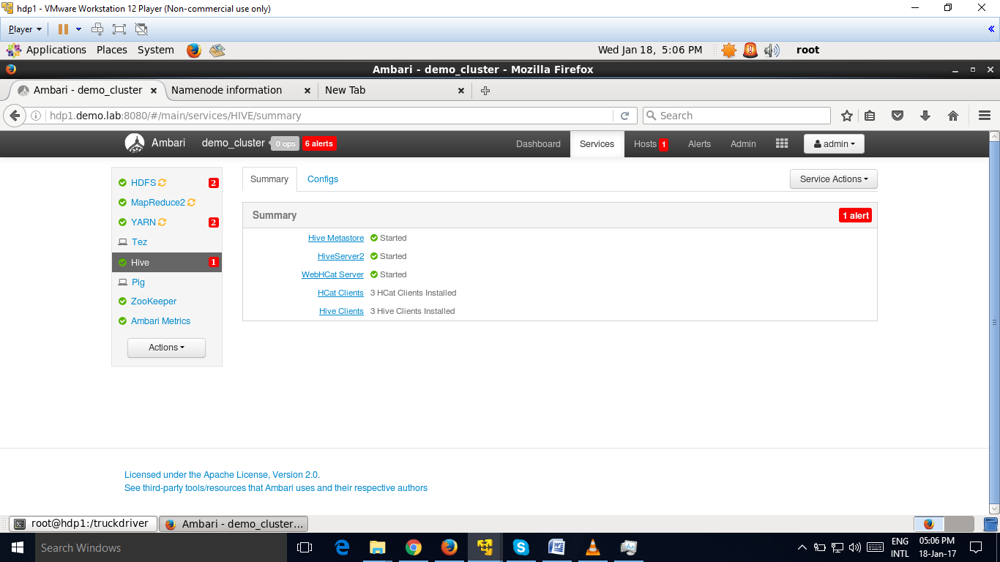 hdp1 - VMware Workstation 12 Player (Non-commercial use only)
Player
Applications Places System Wed Jan 18, 5:06 PM root
Ambari - demo_cluster - Mozilla Firefox
Ambari - demo_cluster Namenode information New Tab
hdp1.demo.lab:8080/#/main/services/HIVE/summary Search
Ambari demo_cluster 0 ops 6 alerts Dashboard Services Hosts 1 Alerts Admin admin
HDFS 2
MapReduce2
YARN 2
Tez
Hive 1
Pig
ZooKeeper
Ambari Metrics
Actions
Summary Configs Service Actions
Summary 1 alert
Hive Metastore Started
HiveServer2 Started
WebHCat Server Started
HCat Clients 3 HCat Clients Installed
Hive Clients 3 Hive Clients Installed
Licensed under the Apache License, Version 2.0.
See third-party tools/resources that Ambari uses and their respective authors
root@hdp1:/truckdriver Ambari - demo_cluster...
Search Windows
ENG
INTL
05:06 PM
18-Jan-17